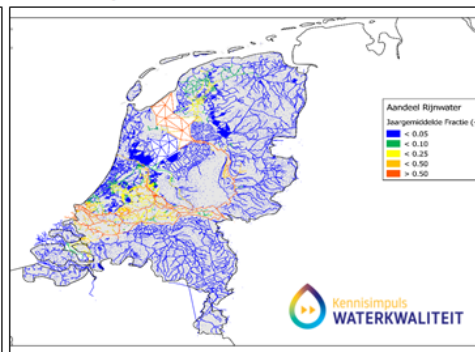 Aandeel Rijnwater
Jaargemiddelde Fractie (-
< 0.05
< 0.10
< 0.25
< 0.50
> 0.50
Kennisimpuls
WATERKWALITEIT